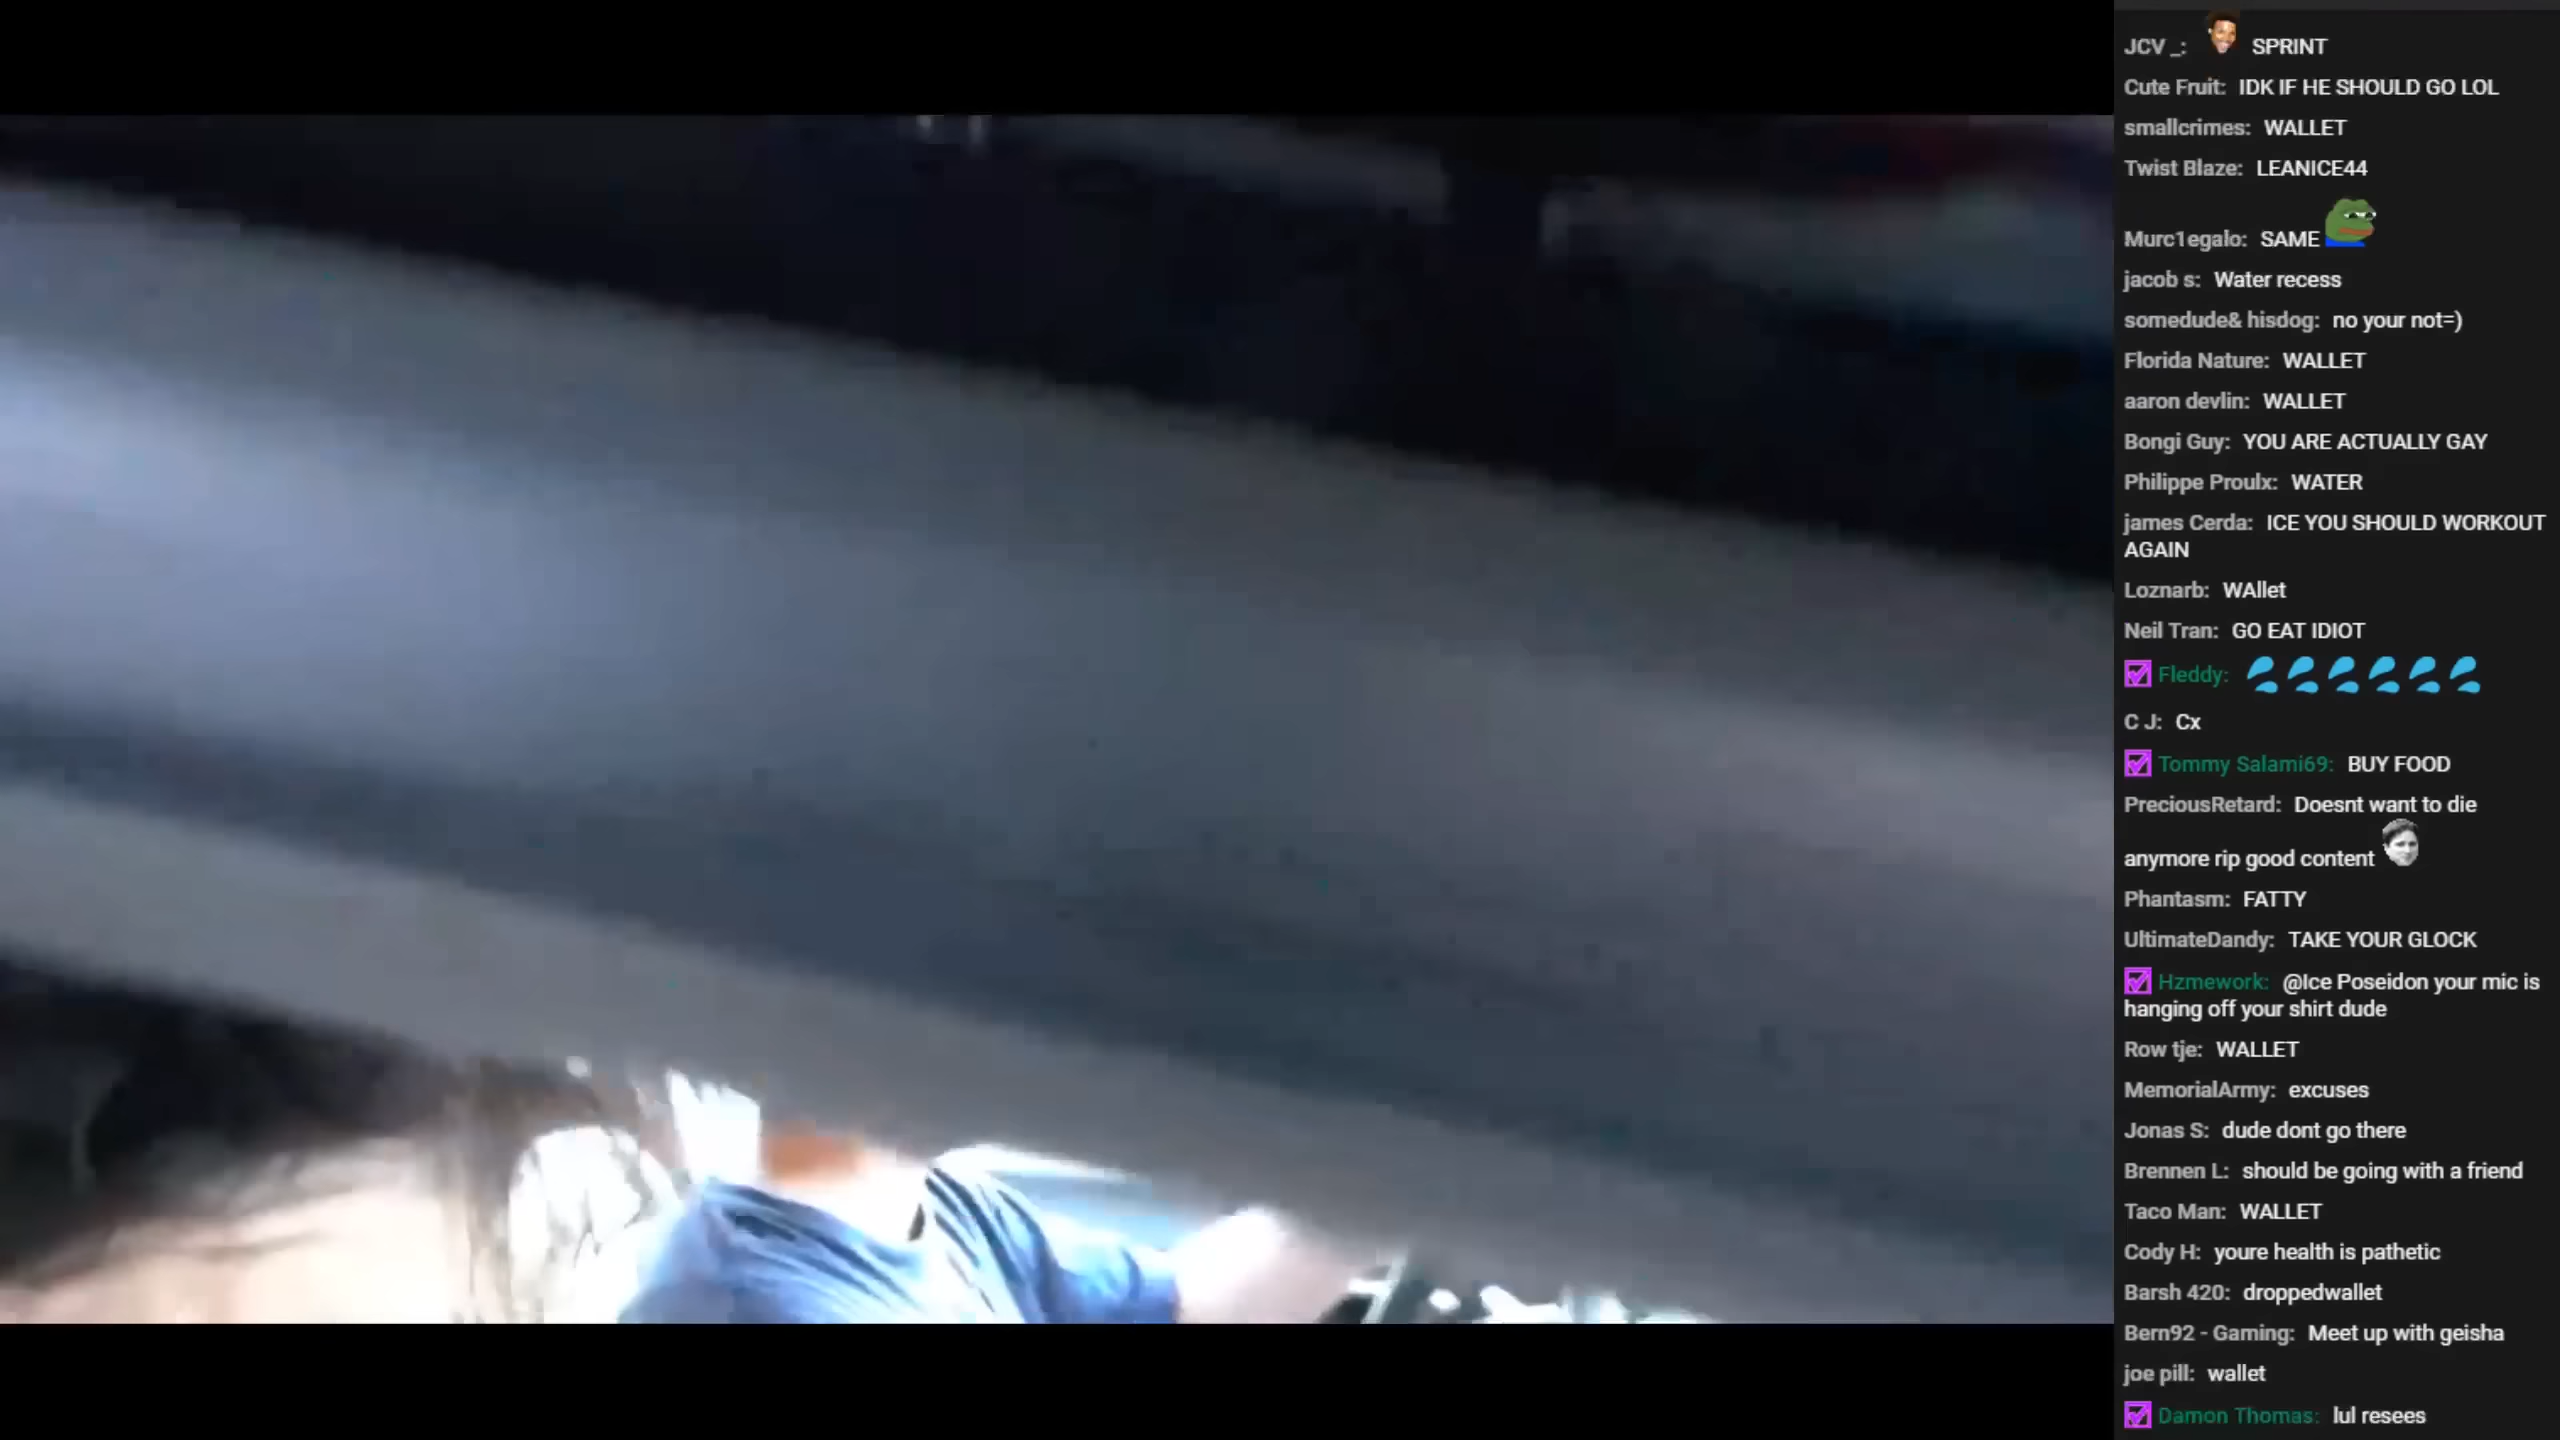 JCV _: SPRINT
Cute Fruit: IDK IF HE SHOULD GO LOL
smallcrimes: WALLET
Twist Blaze: LEANICE44
Murc1egalo: SAME
jacob s: Water recess
somedude& hisdog: no your not=)
Florida Nature: WALLET
aaron devlin: WALLET
Bongi Guy: YOU ARE ACTUALLY GAY
Philippe Proulx: WATER
james Cerda: ICE YOU SHOULD WORKOUT
AGAIN
Loznarb: WAllet
Neil Tran: GO EAT IDIOT
Fleddy: 💦💦💦💦💦💦
C J: Cx
Tommy Salami69: BUY FOOD
PreciousRetard: Doesnt want to die
anymore rip good content
Phantasm: FATTY
UltimateDandy: TAKE YOUR GLOCK
Hzmework: @Ice Poseidon your mic is
hanging off your shirt dude
Row tje: WALLET
MemorialArmy: excuses
Jonas S: dude dont go there
Brennen L: should be going with a friend
Taco Man: WALLET
Cody H: youre health is pathetic
Barsh 420: droppedwallet
Bern92 - Gaming: Meet up with geisha
joe pill: wallet
Damon Thomas: lul resees